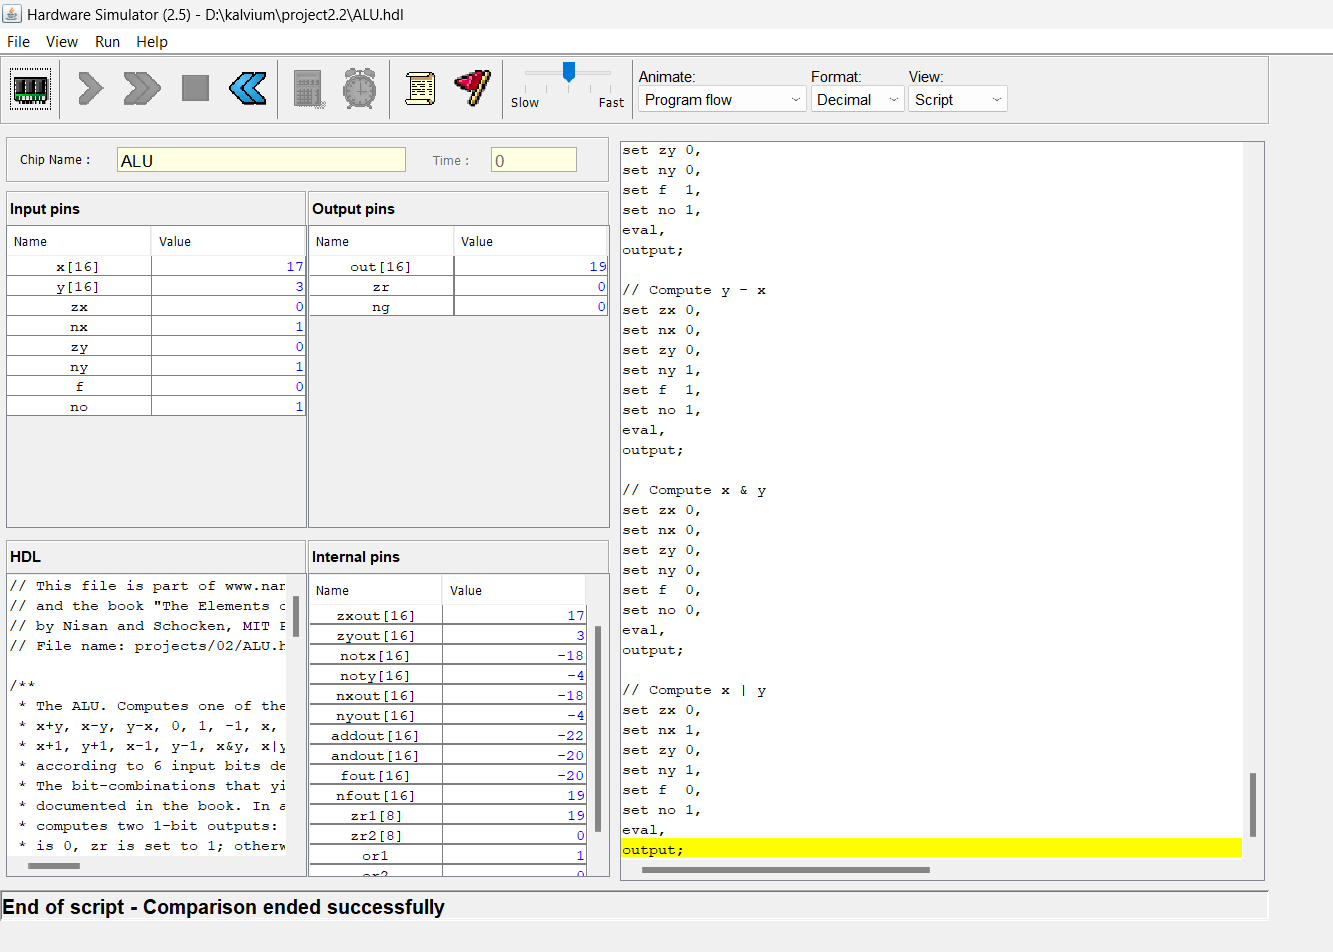 Hardware Simulator (2.5) - D:\kalvium\project2.2\ALU.hdl
File View Run Help
Animate: Format: View:
Slow Fast Program flow Decimal Script
Chip Name : ALU Time : 0
Input pins
Name Value
x[16] 17
y[16] 3
zx 0
nx 1
zy 0
ny 1
f 0
no 1
Output pins
Name Value
out[16] 19
zr 0
ng 0
HDL
// This file is part of www.nan
// and the book "The Elements o
// by Nisan and Schocken, MIT P
// File name: projects/02/ALU.h
/**
* The ALU. Computes one of the
* x+y, x-y, y-x, 0, 1, -1, x,
* x+1, y+1, x-1, y-1, x&y, x|y
* according to 6 input bits de
* The bit-combinations that yi
* documented in the book. In a
* computes two 1-bit outputs:
* is 0, zr is set to 1; otherw
Internal pins
Name Value
zxout[16] 17
zyout[16] 3
notx[16] -18
noty[16] -4
nxout[16] -18
nyout[16] -4
addout[16] -22
andout[16] -20
fout[16] -20
nfout[16] 19
zr1[8] 19
zr2[8] 0
or1 1
or2 0
set zy 0,
set ny 0,
set f  1,
set no 1,
eval,
output;
// Compute y - x
set zx 0,
set nx 0,
set zy 0,
set ny 1,
set f  1,
set no 1,
eval,
output;
// Compute x & y
set zx 0,
set nx 0,
set zy 0,
set ny 0,
set f  0,
set no 0,
eval,
output;
// Compute x | y
set zx 0,
set nx 1,
set zy 0,
set ny 1,
set f  0,
set no 1,
eval,
output;
End of script - Comparison ended successfully